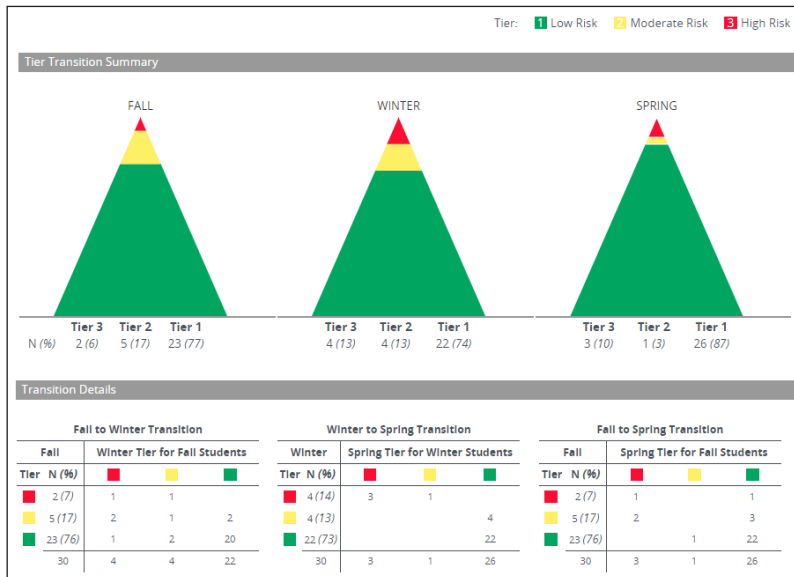 Tier: 1 Low Risk 2 Moderate Risk 3 High Risk
Tier Transition Summary
FALL WINTER SPRING
Tier 3 Tier 2 Tier 1 Tier 3 Tier 2 Tier 1 Tier 3 Tier 2 Tier 1
N (%) 2 (6) 5 (17) 23 (77) 4 (13) 4 (13) 22 (74) 3 (10) 1 (3) 26 (87)
Transition Details
Fall to Winter Transition Winter to Spring Transition Fall to Spring Transition
Fall Winter Tier for Fall Students Winter Spring Tier for Winter Students Fall Spring Tier for Fall Students
Tier N (%) Tier N (%) Tier N (%)
2 (7) 1 1 4 (14) 3 1 2 (7) 1 1
5 (17) 2 1 2 4 (13) 4 5 (17) 2 3
23 (76) 1 2 20 22 (73) 22 23 (76) 1 22
30 4 4 22 30 3 1 26 30 3 1 26